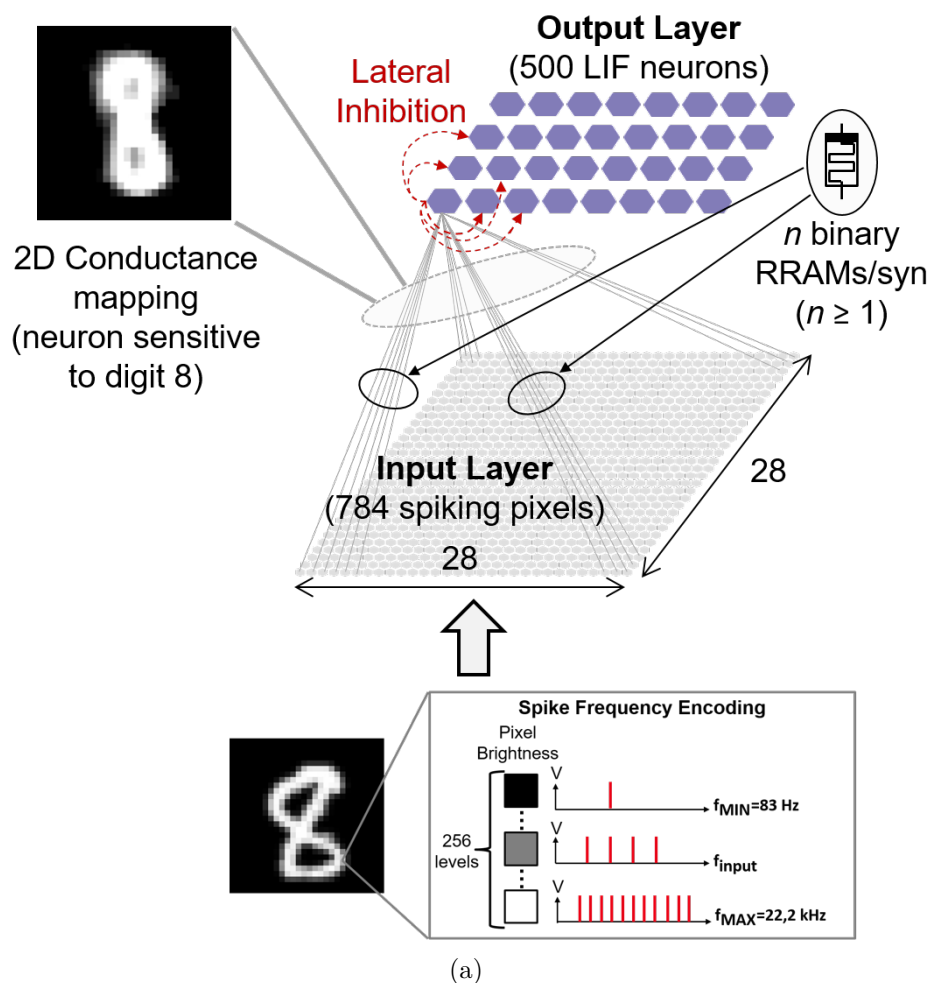 Output Layer
(500 LIF neurons)
Lateral
Inhibition
2D Conductance
mapping
(neuron sensitive
to digit 8)
n binary
RRAMs/syn
(n ≥ 1)
Input Layer
(784 spiking pixels)
28
28
Spike Frequency Encoding
Pixel
Brightness
256
levels
V
fMIN=83 Hz
V
finput
V
fMAX=22,2 kHz
(a)